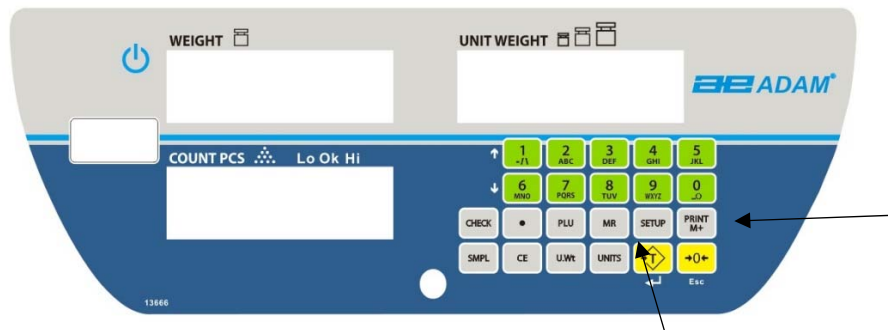 WEIGHT UNIT WEIGHT
ae ADAM®
COUNT PCS Lo Ok Hi
↑ 1 2 3 4 5
-/\ ABC DEF GHI JKL
↓ 6 7 8 9 0
MNO PQRS TUV WXYZ
CHECK • PLU MR SETUP PRINT M+
SMPL CE U.Wt UNITS T →0←
Esc
13666